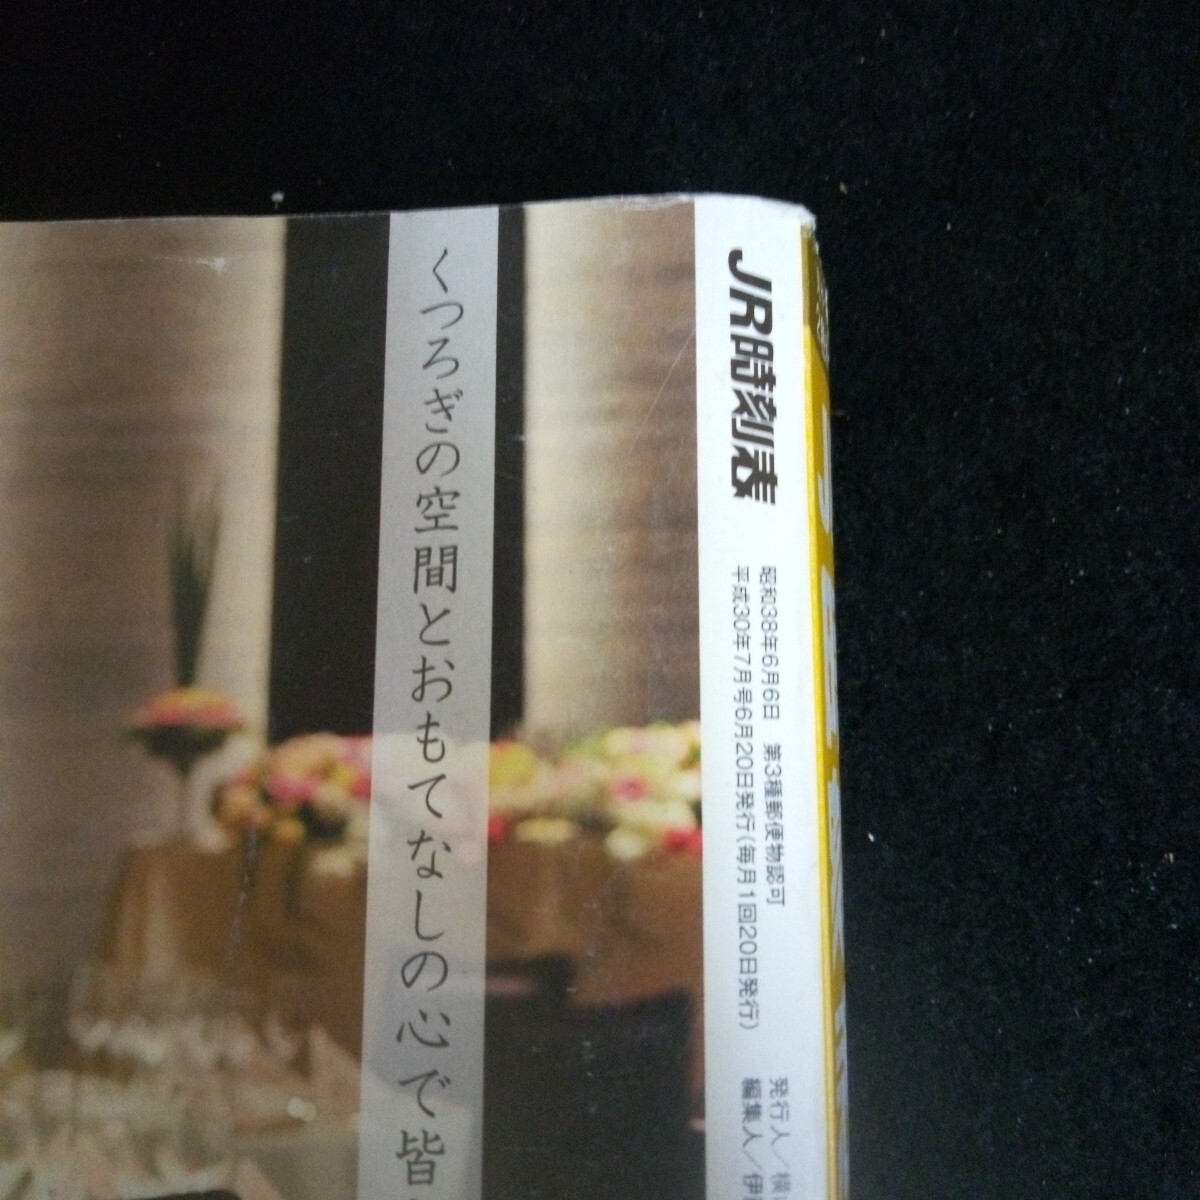 くつろぎの空間とおもてなしの心で皆
JR時刻表
昭和38年6月6日 第3種郵便物認可
平成30年7月号6月20日発行(毎月1回20日発行)
発行人／横
編集人／伊